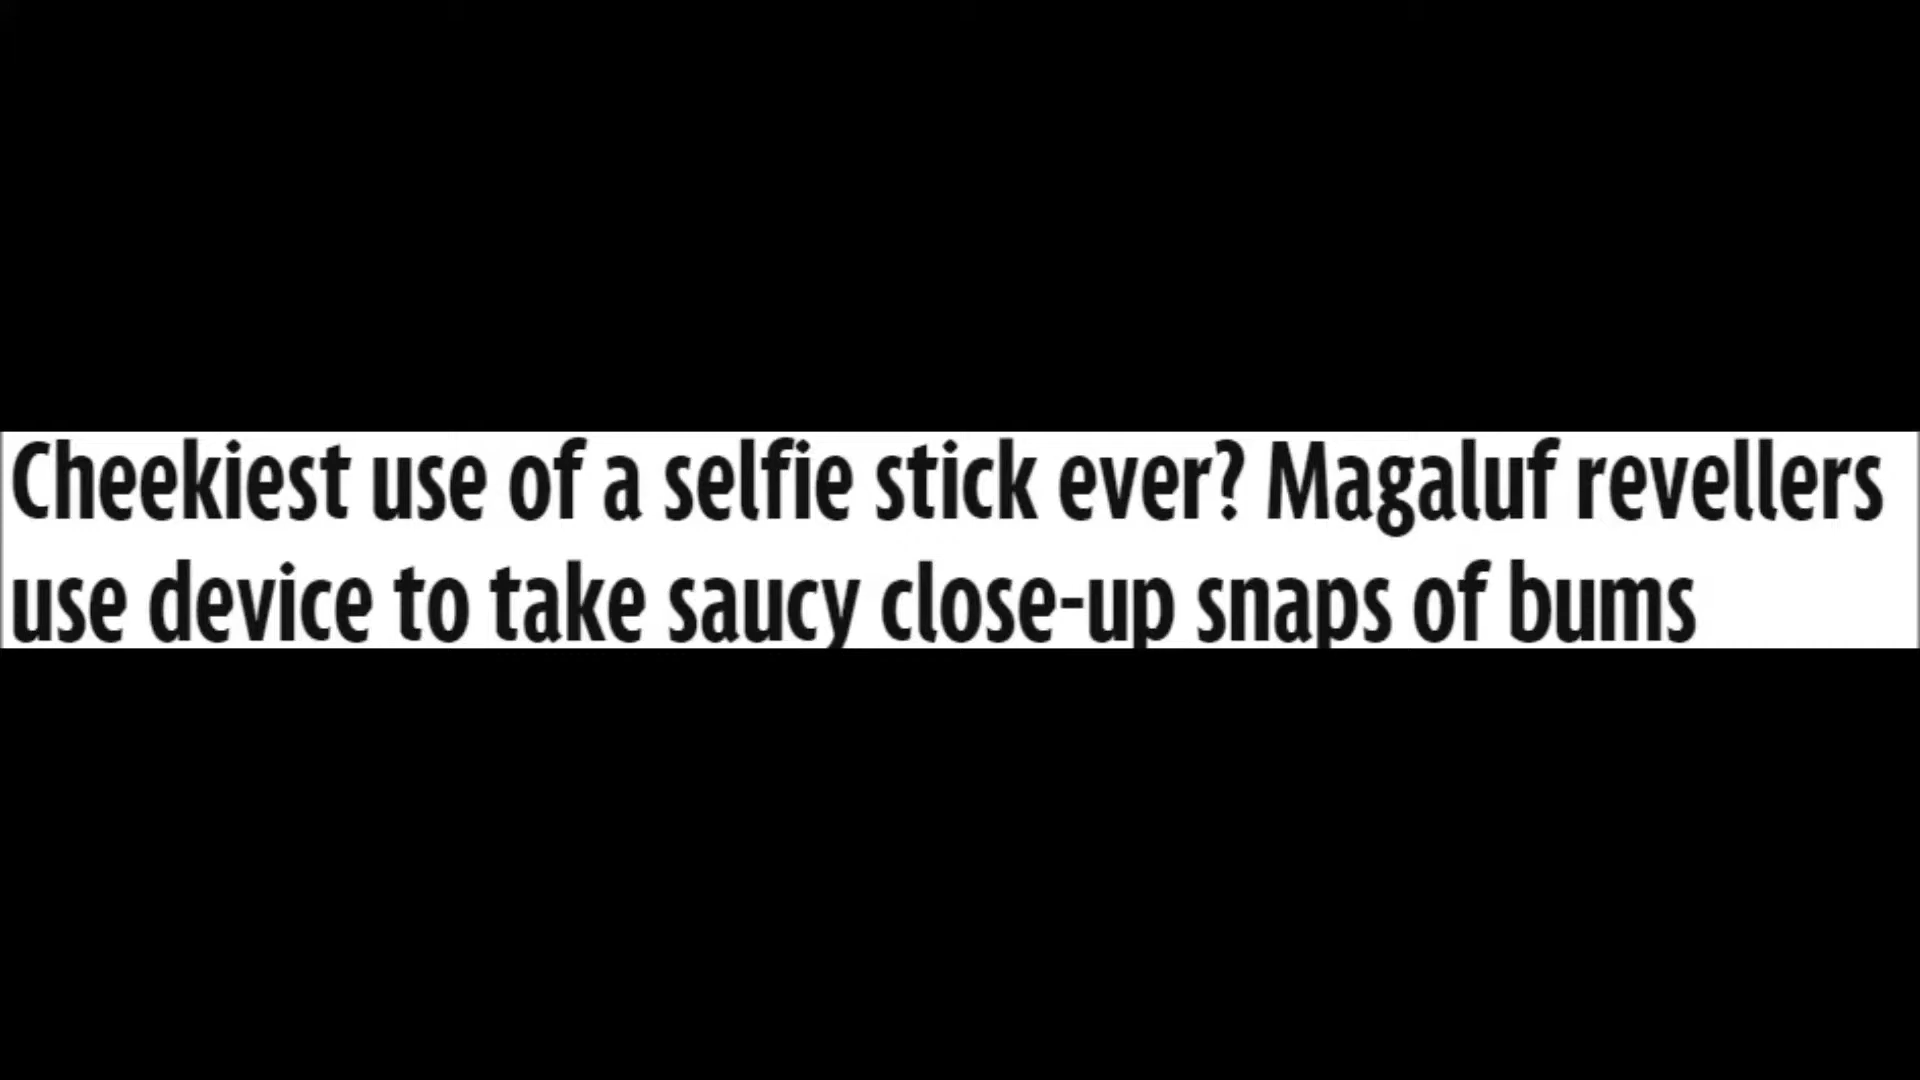 Cheekiest use of a selfie stick ever? Magaluf revellers
use device to take saucy close-up snaps of bums